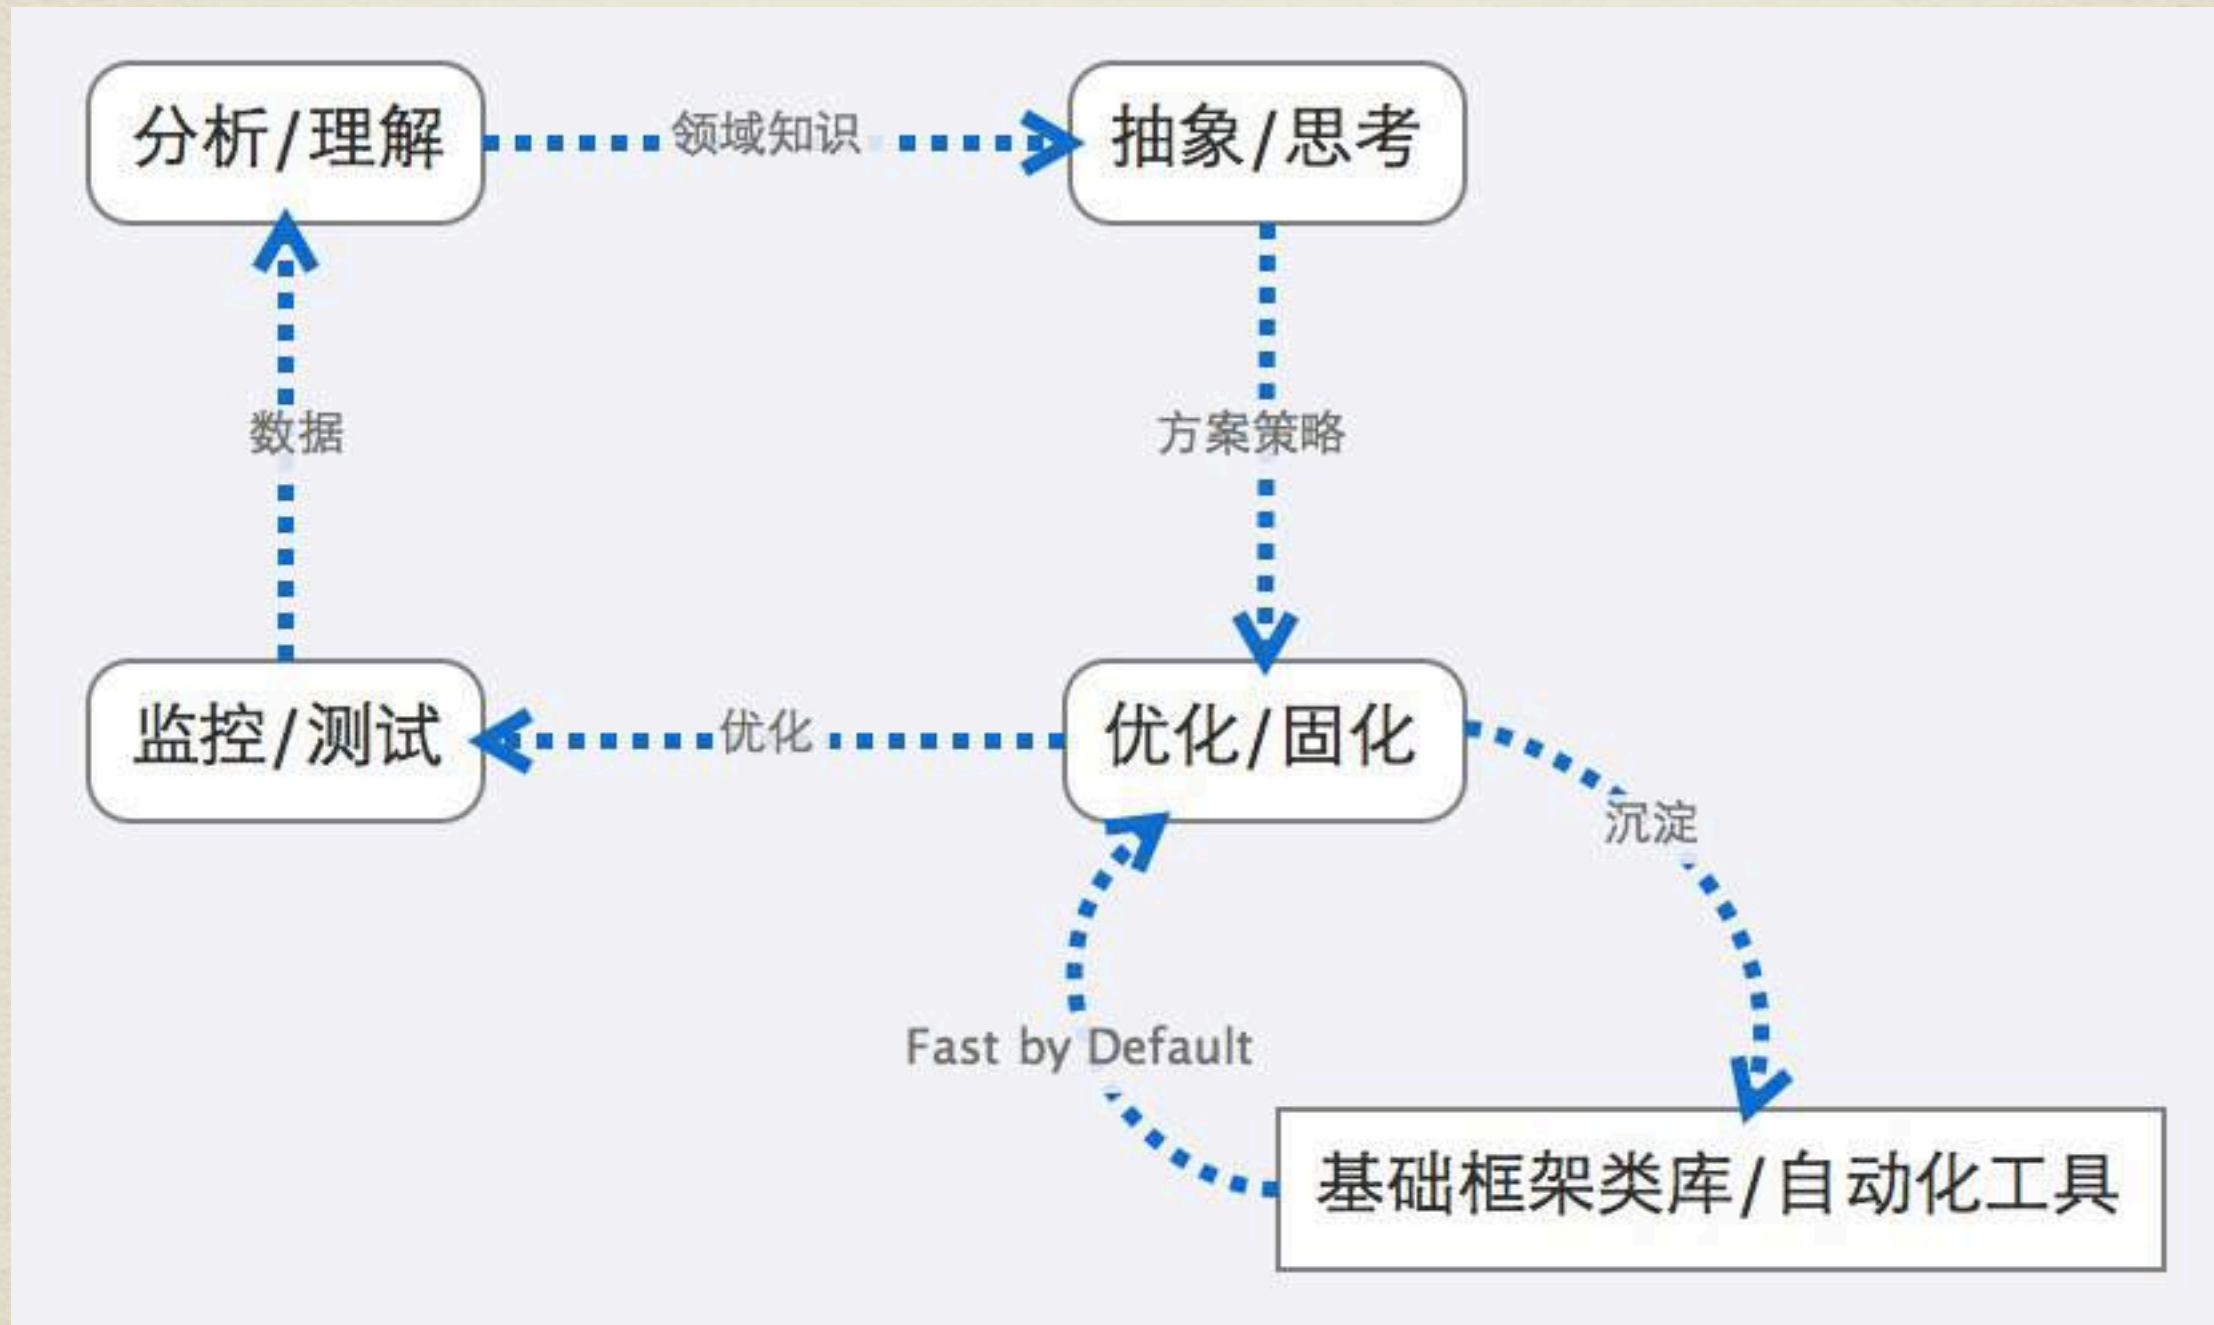 分析/理解
领域知识
抽象/思考
数据
方案策略
监控/测试
优化
优化/固化
沉淀
Fast by Default
基础框架类库/自动化工具